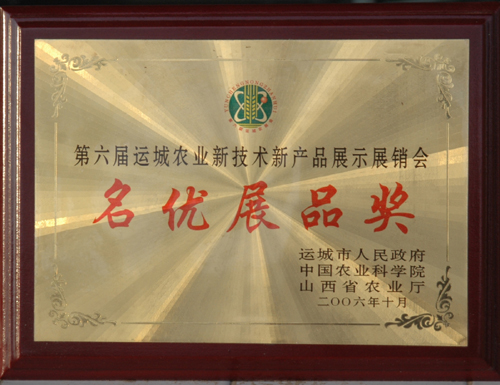 第六届运城农业新技术新产品展示展销会
名优展品奖
运城市人民政府
中国农业科学院
山西省农业厅
二〇〇六年十月